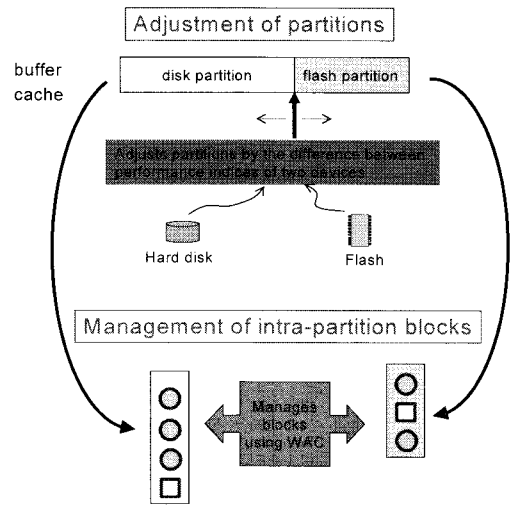 Adjustment of partitions
buffer
cache
disk partition
flash partition
Adjusts partitions by the difference between
performance indices of two devices
Hard disk
Flash
Management of intra-partition blocks
Manages
blocks
using WAC